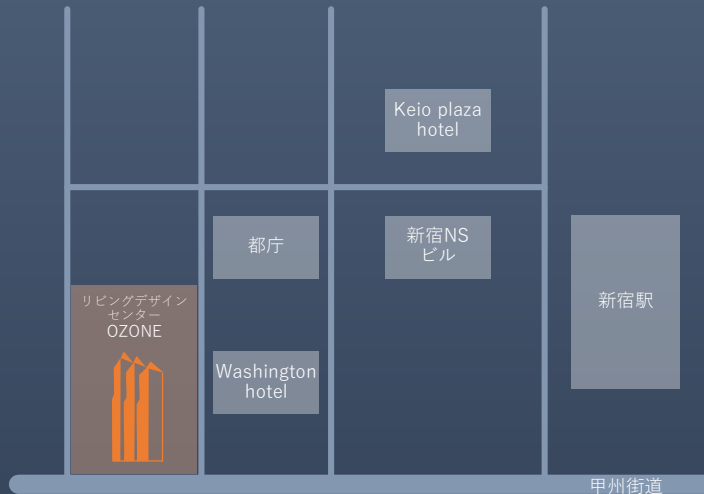 Keio plaza
hotel
都庁
新宿NS
ビル
新宿駅
リビングデザイン
センター
OZONE
Washington
hotel
甲州街道